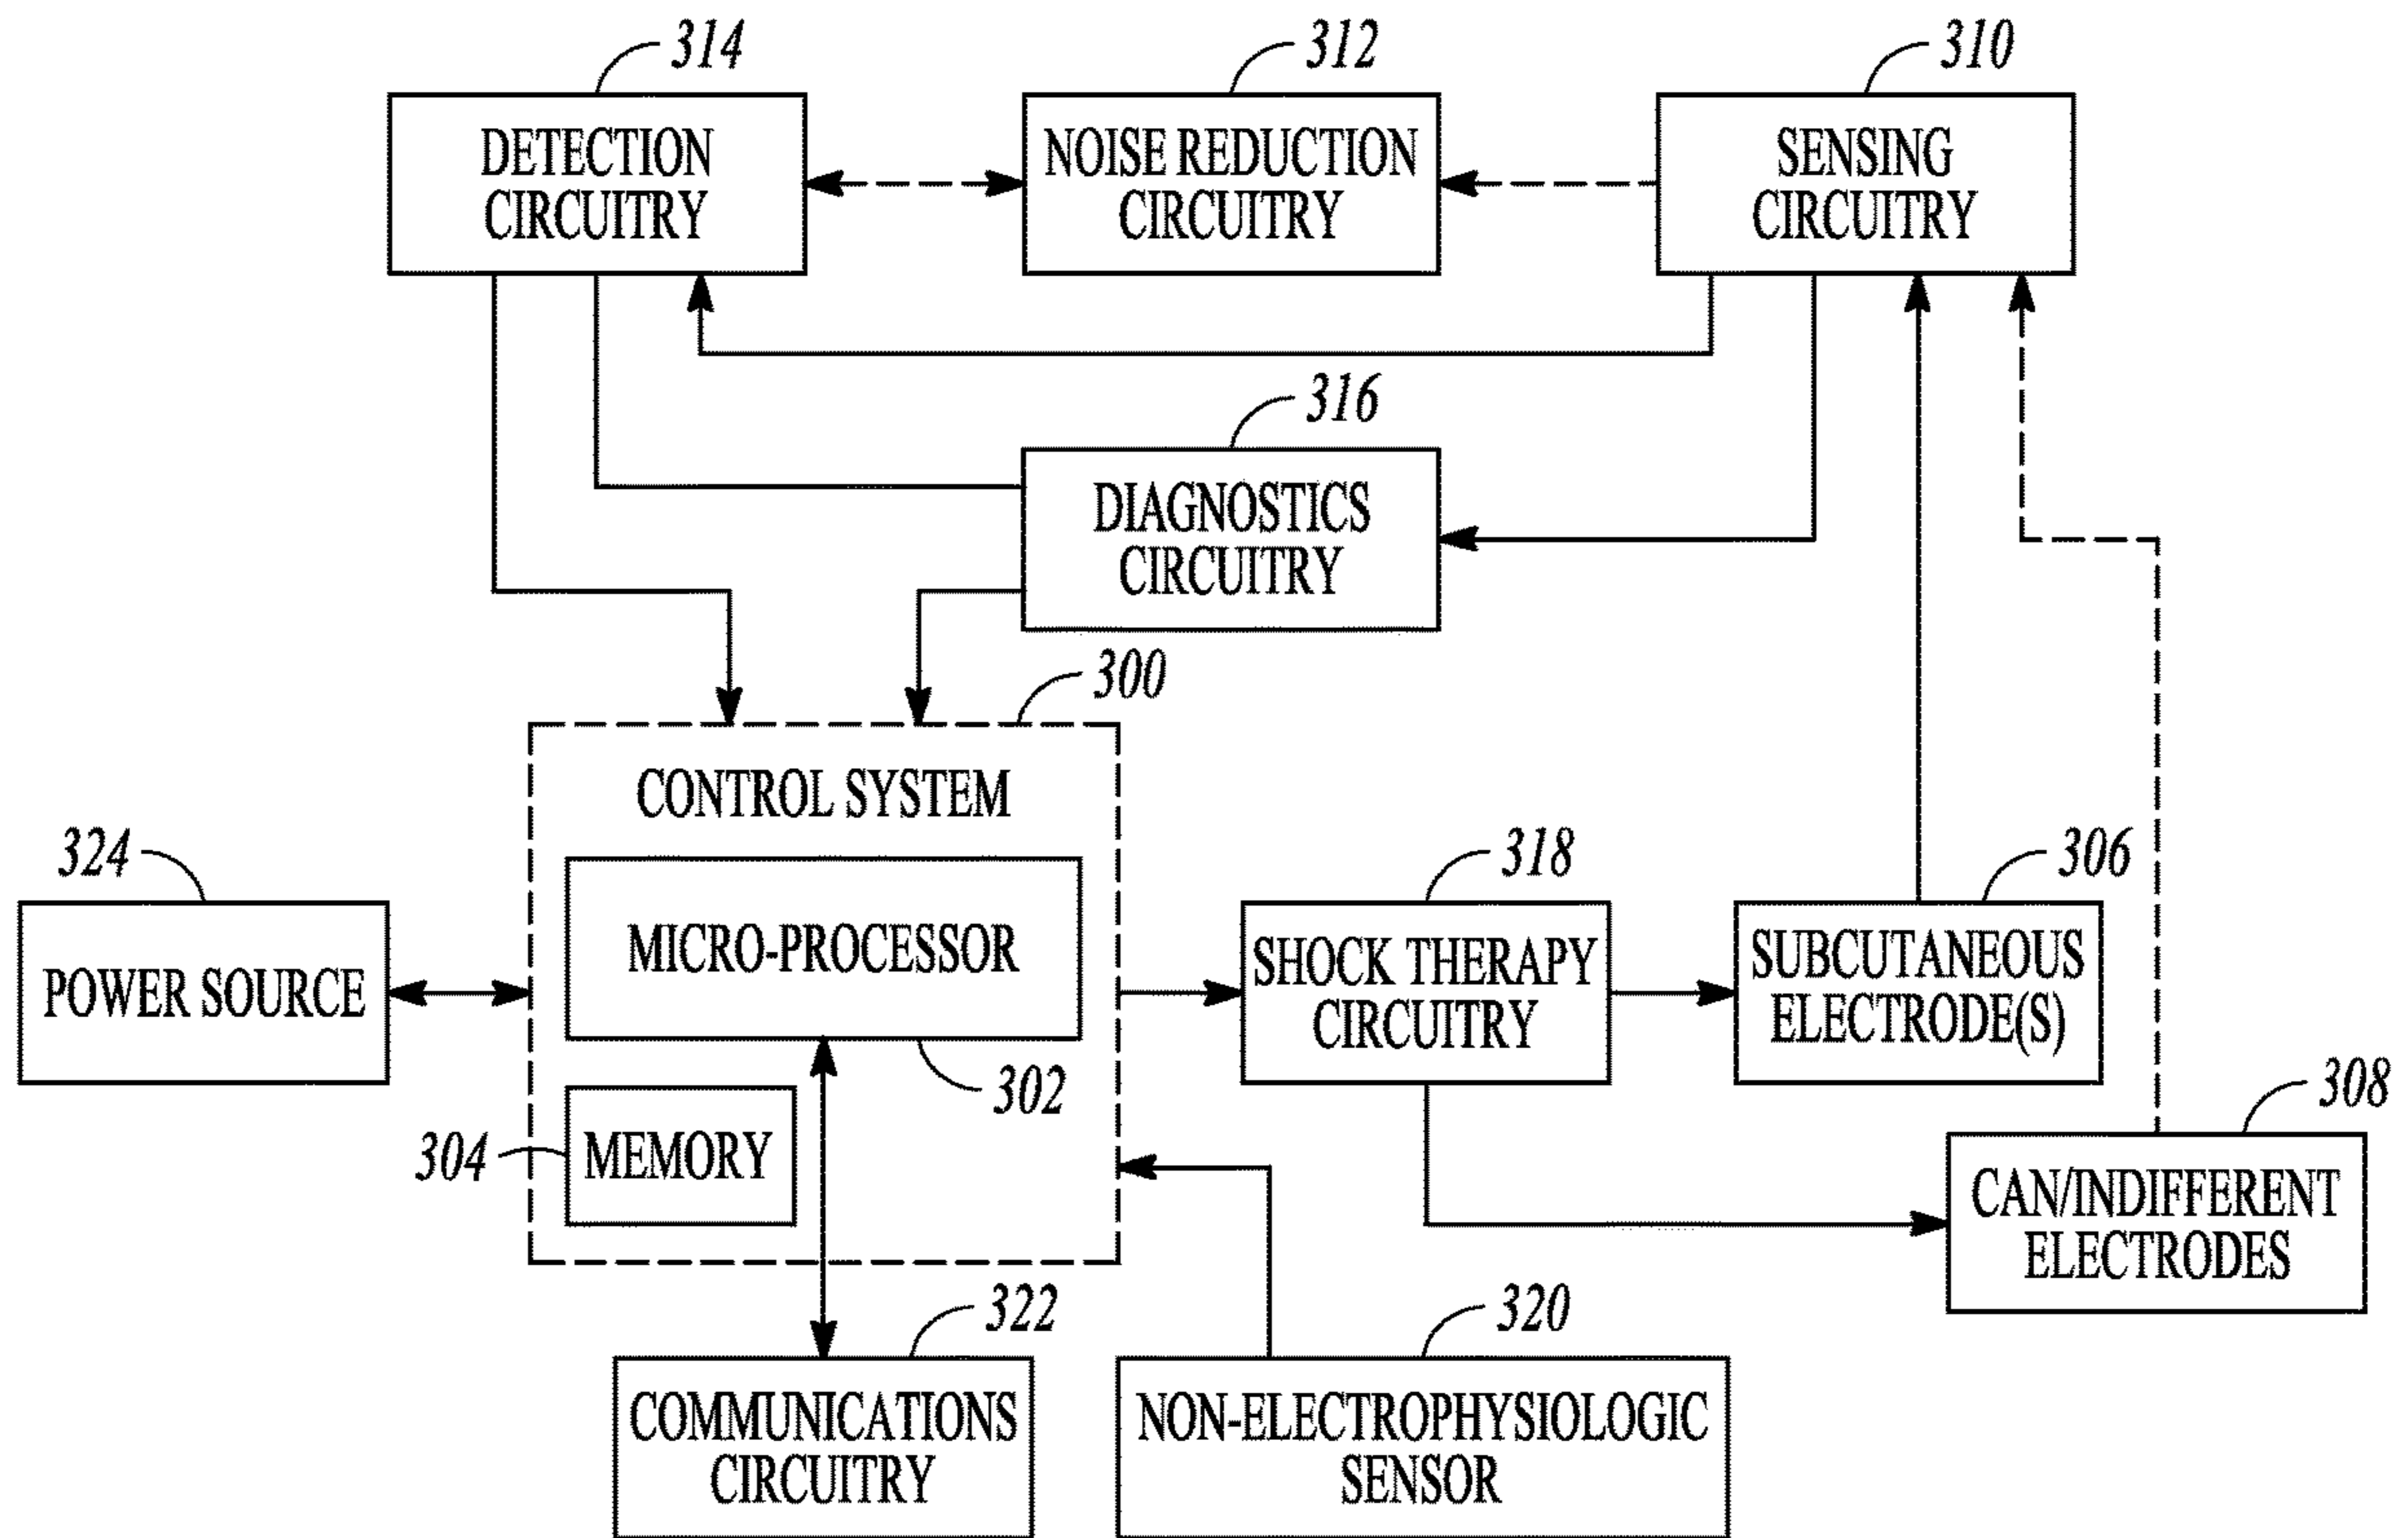 314
312
310
DETECTION
CIRCUITRY
NOISE REDUCTION
CIRCUITRY
SENSING
CIRCUITRY
316
DIAGNOSTICS
CIRCUITRY
300
CONTROL SYSTEM
324
POWER SOURCE
MICRO-PROCESSOR
302
304
MEMORY
318
SHOCK THERAPY
CIRCUITRY
306
SUBCUTANEOUS
ELECTRODE(S)
308
CAN/INDIFFERENT
ELECTRODES
322
COMMUNICATIONS
CIRCUITRY
320
NON-ELECTROPHYSIOLOGIC
SENSOR